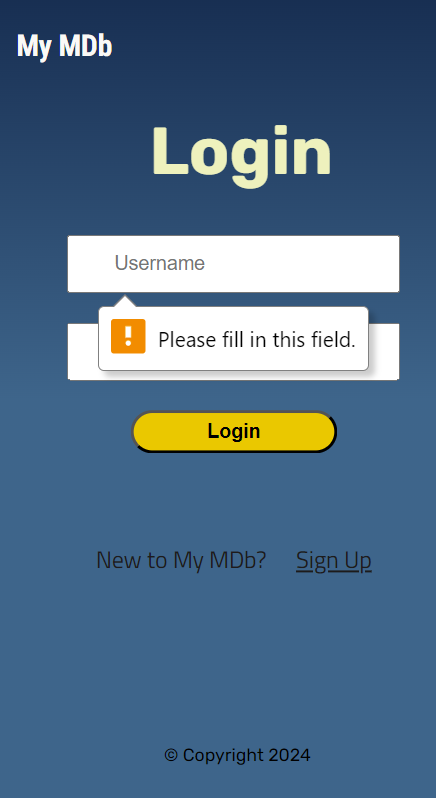 My MDb
Login
Username
Please fill in this field.
Login
New to My MDb? Sign Up
© Copyright 2024